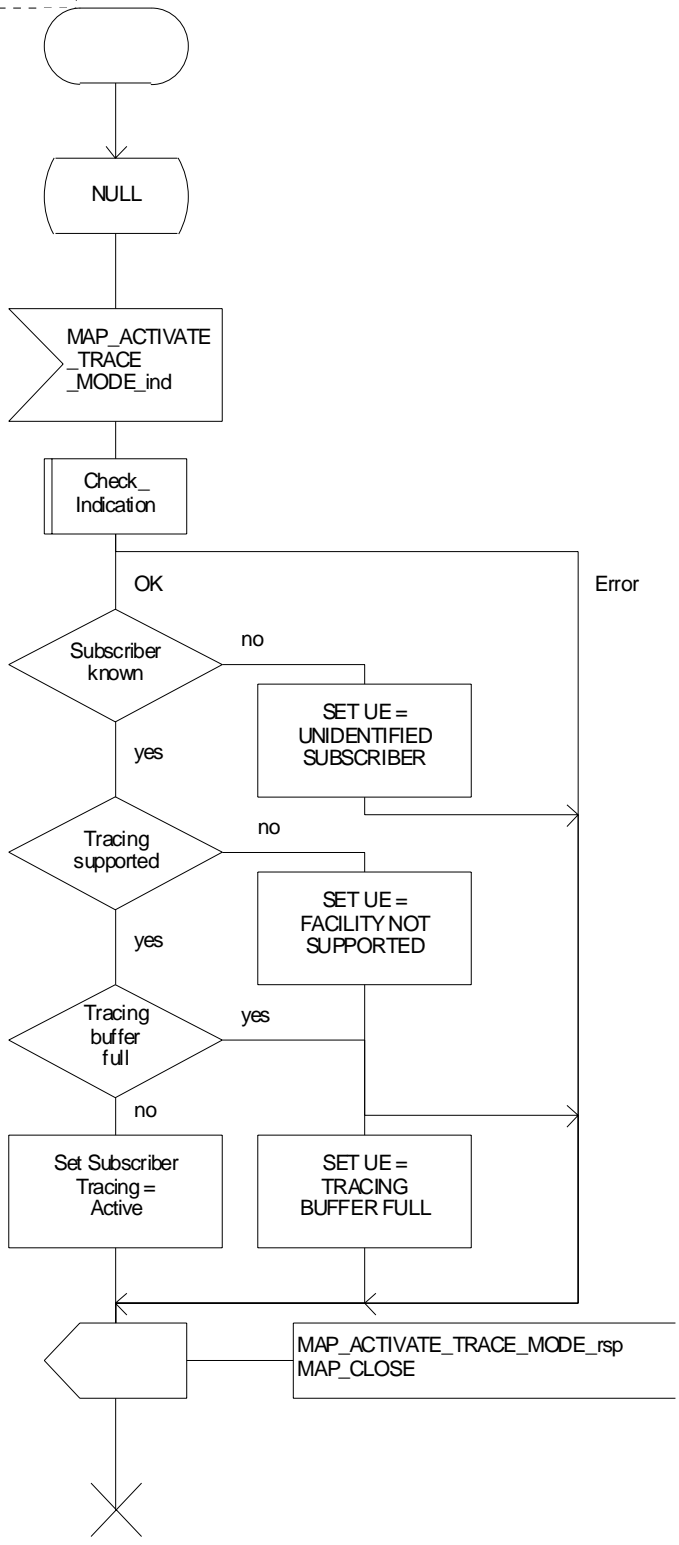 NULL
MAP_ACTIVATE
_TRACE
_MODE_ind
Check_
Indication
OK
Error
Subscriber
known
no
SET UE =
UNIDENTIFIED
SUBSCRIBER
yes
Tracing
supported
no
SET UE =
FACILITY NOT
SUPPORTED
yes
Tracing
buffer
full
yes
no
Set Subscriber
Tracing =
Active
SET UE =
TRACING
BUFFER FULL
MAP_ACTIVATE_TRACE_MODE_rsp
MAP_CLOSE